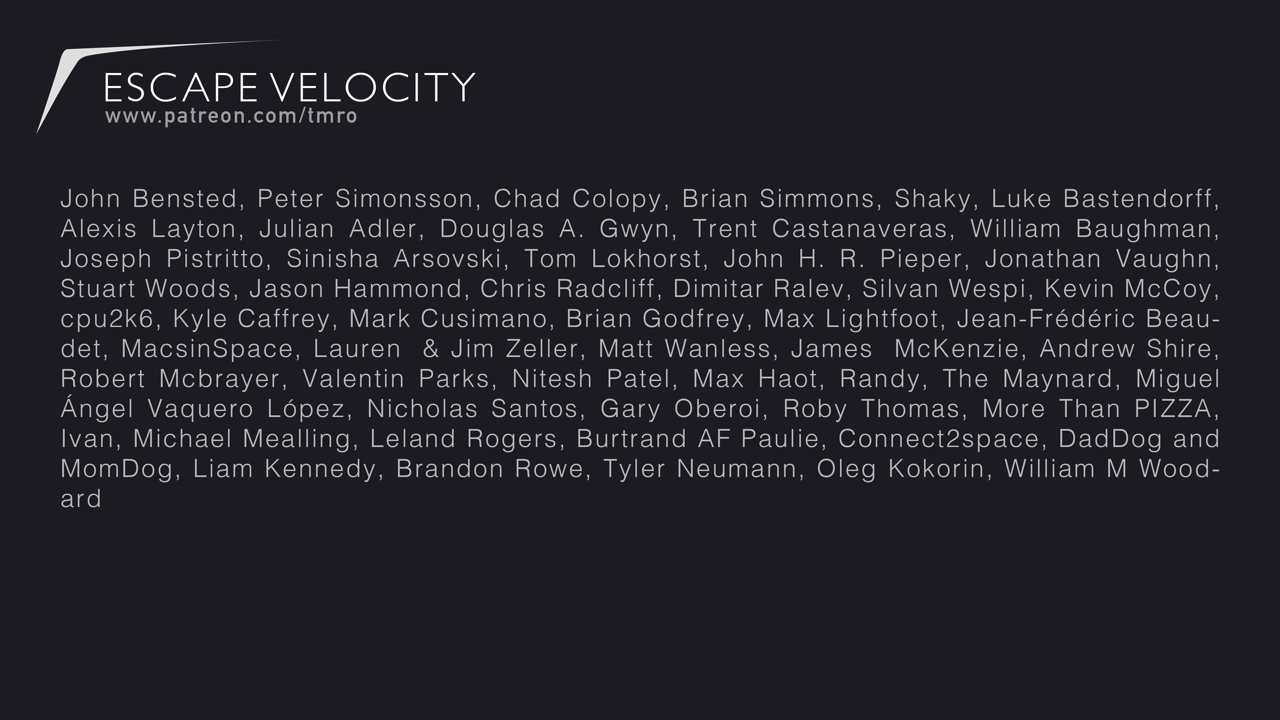 ESCAPE VELOCITY
www.patreon.com/tmro
John Bensted, Peter Simonsson, Chad Colopy, Brian Simmons, Shaky, Luke Bastendorff,
Alexis Layton, Julian Adler, Douglas A. Gwyn, Trent Castanaveras, William Baughman,
Joseph Pistritto, Sinisha Arsovski, Tom Lokhorst, John H. R. Pieper, Jonathan Vaughn,
Stuart Woods, Jason Hammond, Chris Radcliff, Dimitar Ralev, Silvan Wespi, Kevin McCoy,
cpu2k6, Kyle Caffrey, Mark Cusimano, Brian Godfrey, Max Lightfoot, Jean-Frédéric Beau-
det, MacsinSpace, Lauren  & Jim Zeller, Matt Wanless, James  McKenzie, Andrew Shire,
Robert Mcbrayer, Valentin Parks, Nitesh Patel, Max Haot, Randy, The Maynard, Miguel
Ángel Vaquero López, Nicholas Santos, Gary Oberoi, Roby Thomas, More Than PIZZA,
Ivan, Michael Mealling, Leland Rogers, Burtrand AF Paulie, Connect2space, DadDog and
MomDog, Liam Kennedy, Brandon Rowe, Tyler Neumann, Oleg Kokorin, William M Wood-
ard